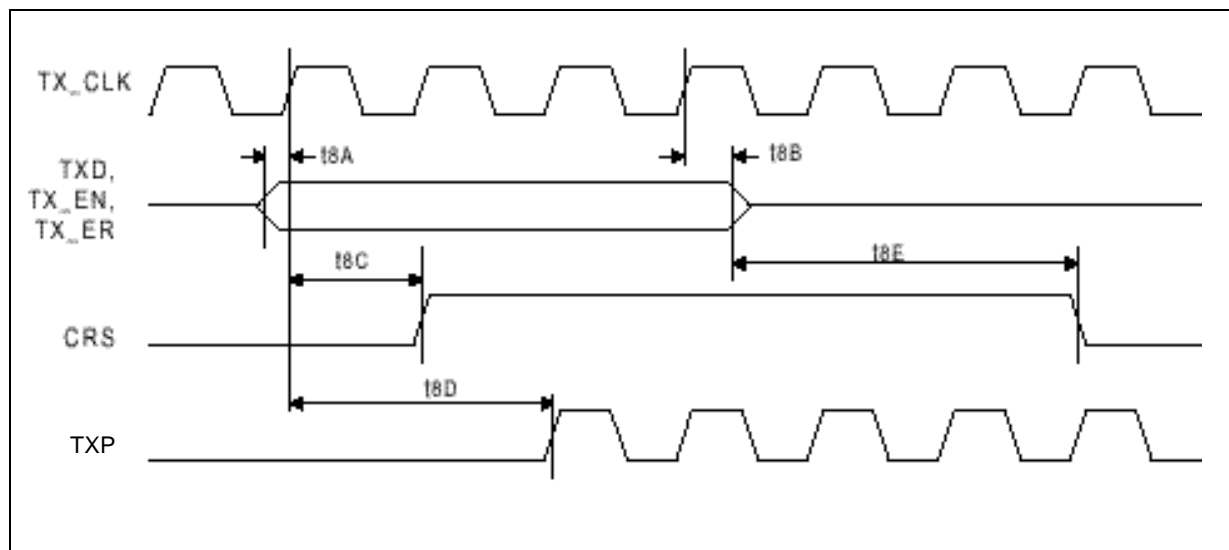 TX_CLK
t8A
t8B
TXD,
TX_EN,
TX_ER
t8C
t8E
CRS
t8D
TXP